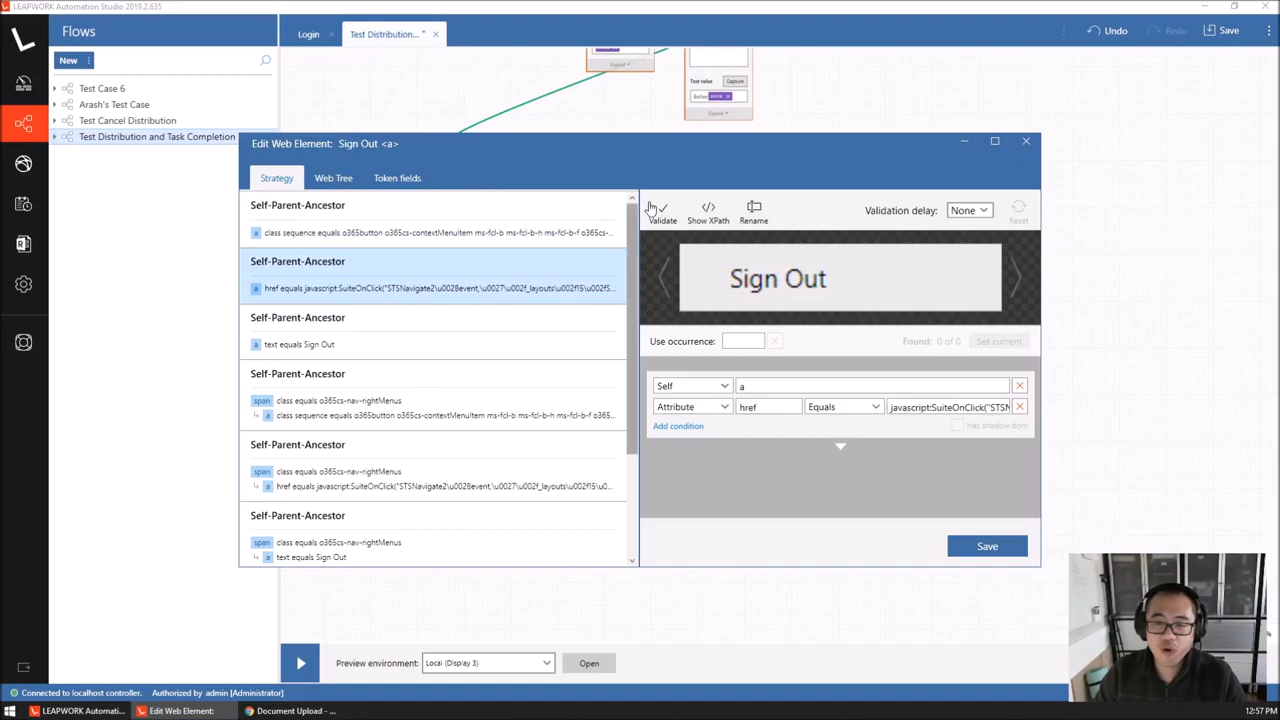 LEAPWORK Automation Studio 2019.2.635
Flows
Login
Test Distribution... *
Undo
Redo
Save
New
Text value
Capture
Expand
Expand
Test Case 6
Arash's Test Case
Test Cancel Distribution
Test Distribution and Task Completion
Edit Web Element: Sign Out <a>
Strategy
Web Tree
Token fields
Self-Parent-Ancestor
a class sequence equals o365button o365cs-contextMenuItem ms-fcl-b ms-fcl-b-h ms-fcl-b-f o365cs-...
Self-Parent-Ancestor
a href equals javascript:SuiteOnClick("STSNavigate2\u0028event,\u0027\u002f_layouts\u002f15\u002fS...
Self-Parent-Ancestor
a text equals Sign Out
Self-Parent-Ancestor
span class equals o365cs-nav-rightMenus
a class sequence equals o365button o365cs-contextMenuItem ms-fcl-b ms-fcl-b-h ms-fcl-b-f o365...
Self-Parent-Ancestor
span class equals o365cs-nav-rightMenus
a href equals javascript:SuiteOnClick("STSNavigate2\u0028event,\u0027\u002f_layouts\u002f15\u0...
Self-Parent-Ancestor
span class equals o365cs-nav-rightMenus
a text equals Sign Out
Validate
Show XPath
Rename
Validation delay:
None
Reset
Sign Out
Use occurrence:
Found: 0 of 0
Set current
Self
a
Attribute
href
Equals
javascript:SuiteOnClick("STSN
Add condition
Has shadow dom
Save
Preview environment:
Local (Display 3)
Open
Connected to localhost controller.
Authorized by admin [Administrator]
LEAPWORK Automati...
Edit Web Element:
Document Upload - ...
12:57 PM